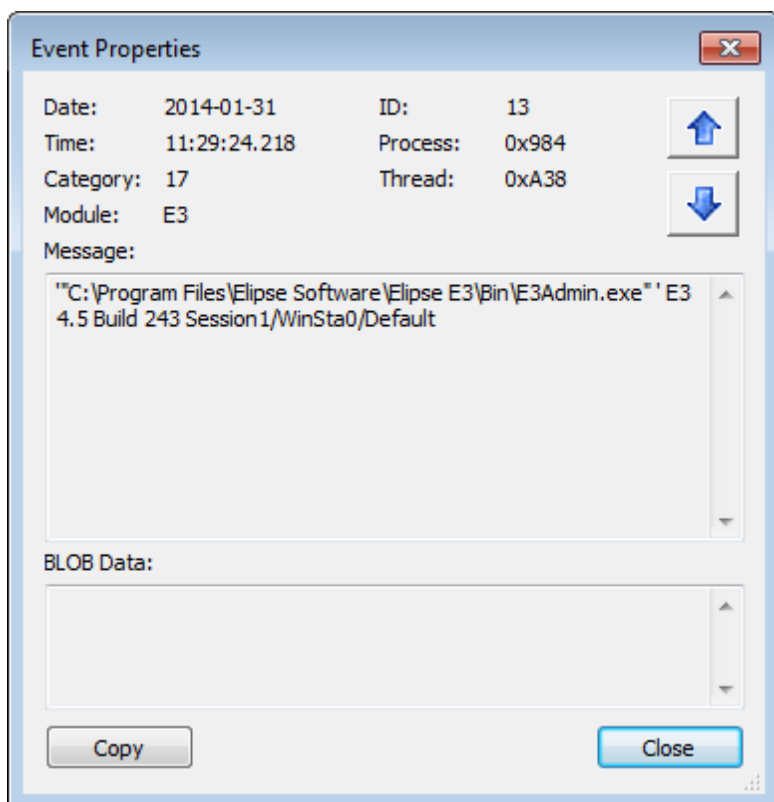 Event Properties
Date: 2014-01-31 ID: 13
Time: 11:29:24.218 Process: 0x984
Category: 17 Thread: 0xA38
Module: E3
Message:
'"C:\Program Files\Elipse Software\Elipse E3\Bin\E3Admin.exe" ' E3
4.5 Build 243 Session1/WinSta0/Default
BLOB Data:
Copy Close